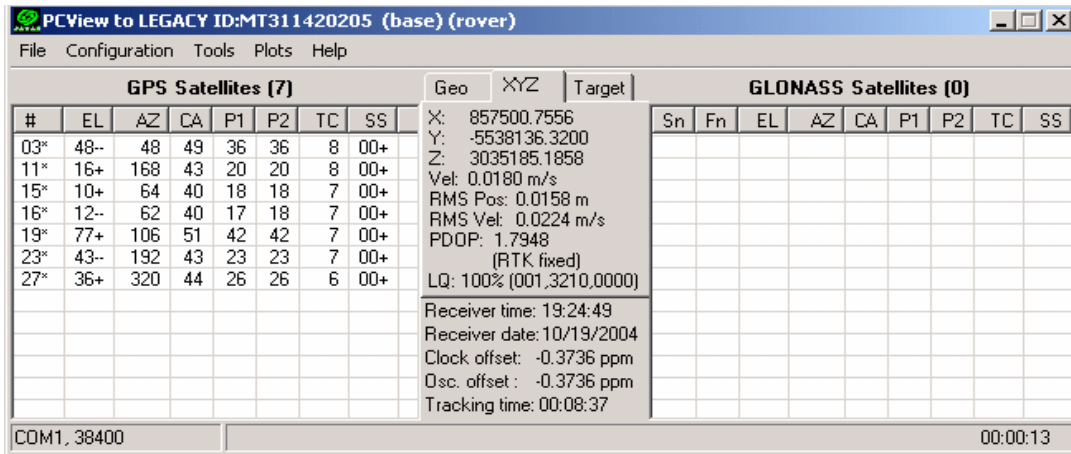 PCView to LEGACY ID:MT311420205 (base) (rover)
File Configuration Tools Plots Help
GPS Satellites (7)
# EL AZ CA P1 P2 TC SS
03* 48-- 48 49 36 36 8 00+
11* 16+ 168 43 20 20 8 00+
15* 10+ 64 40 18 18 7 00+
16* 12-- 62 40 17 18 7 00+
19* 77+ 106 51 42 42 7 00+
23* 43-- 192 43 23 23 7 00+
27* 36+ 320 44 26 26 6 00+
Geo XYZ Target
X: 857500.7556
Y: -5538136.3200
Z: 3035185.1858
Vel: 0.0180 m/s
RMS Pos: 0.0158 m
RMS Vel: 0.0224 m/s
PDOP: 1.7948
(RTK fixed)
LQ: 100% (001,3210,0000)
Receiver time: 19:24:49
Receiver date: 10/19/2004
Clock offset: -0.3736 ppm
Osc. offset : -0.3736 ppm
Tracking time: 00:08:37
GLONASS Satellites (0)
Sn Fn EL AZ CA P1 P2 TC SS
COM1, 38400
00:00:13